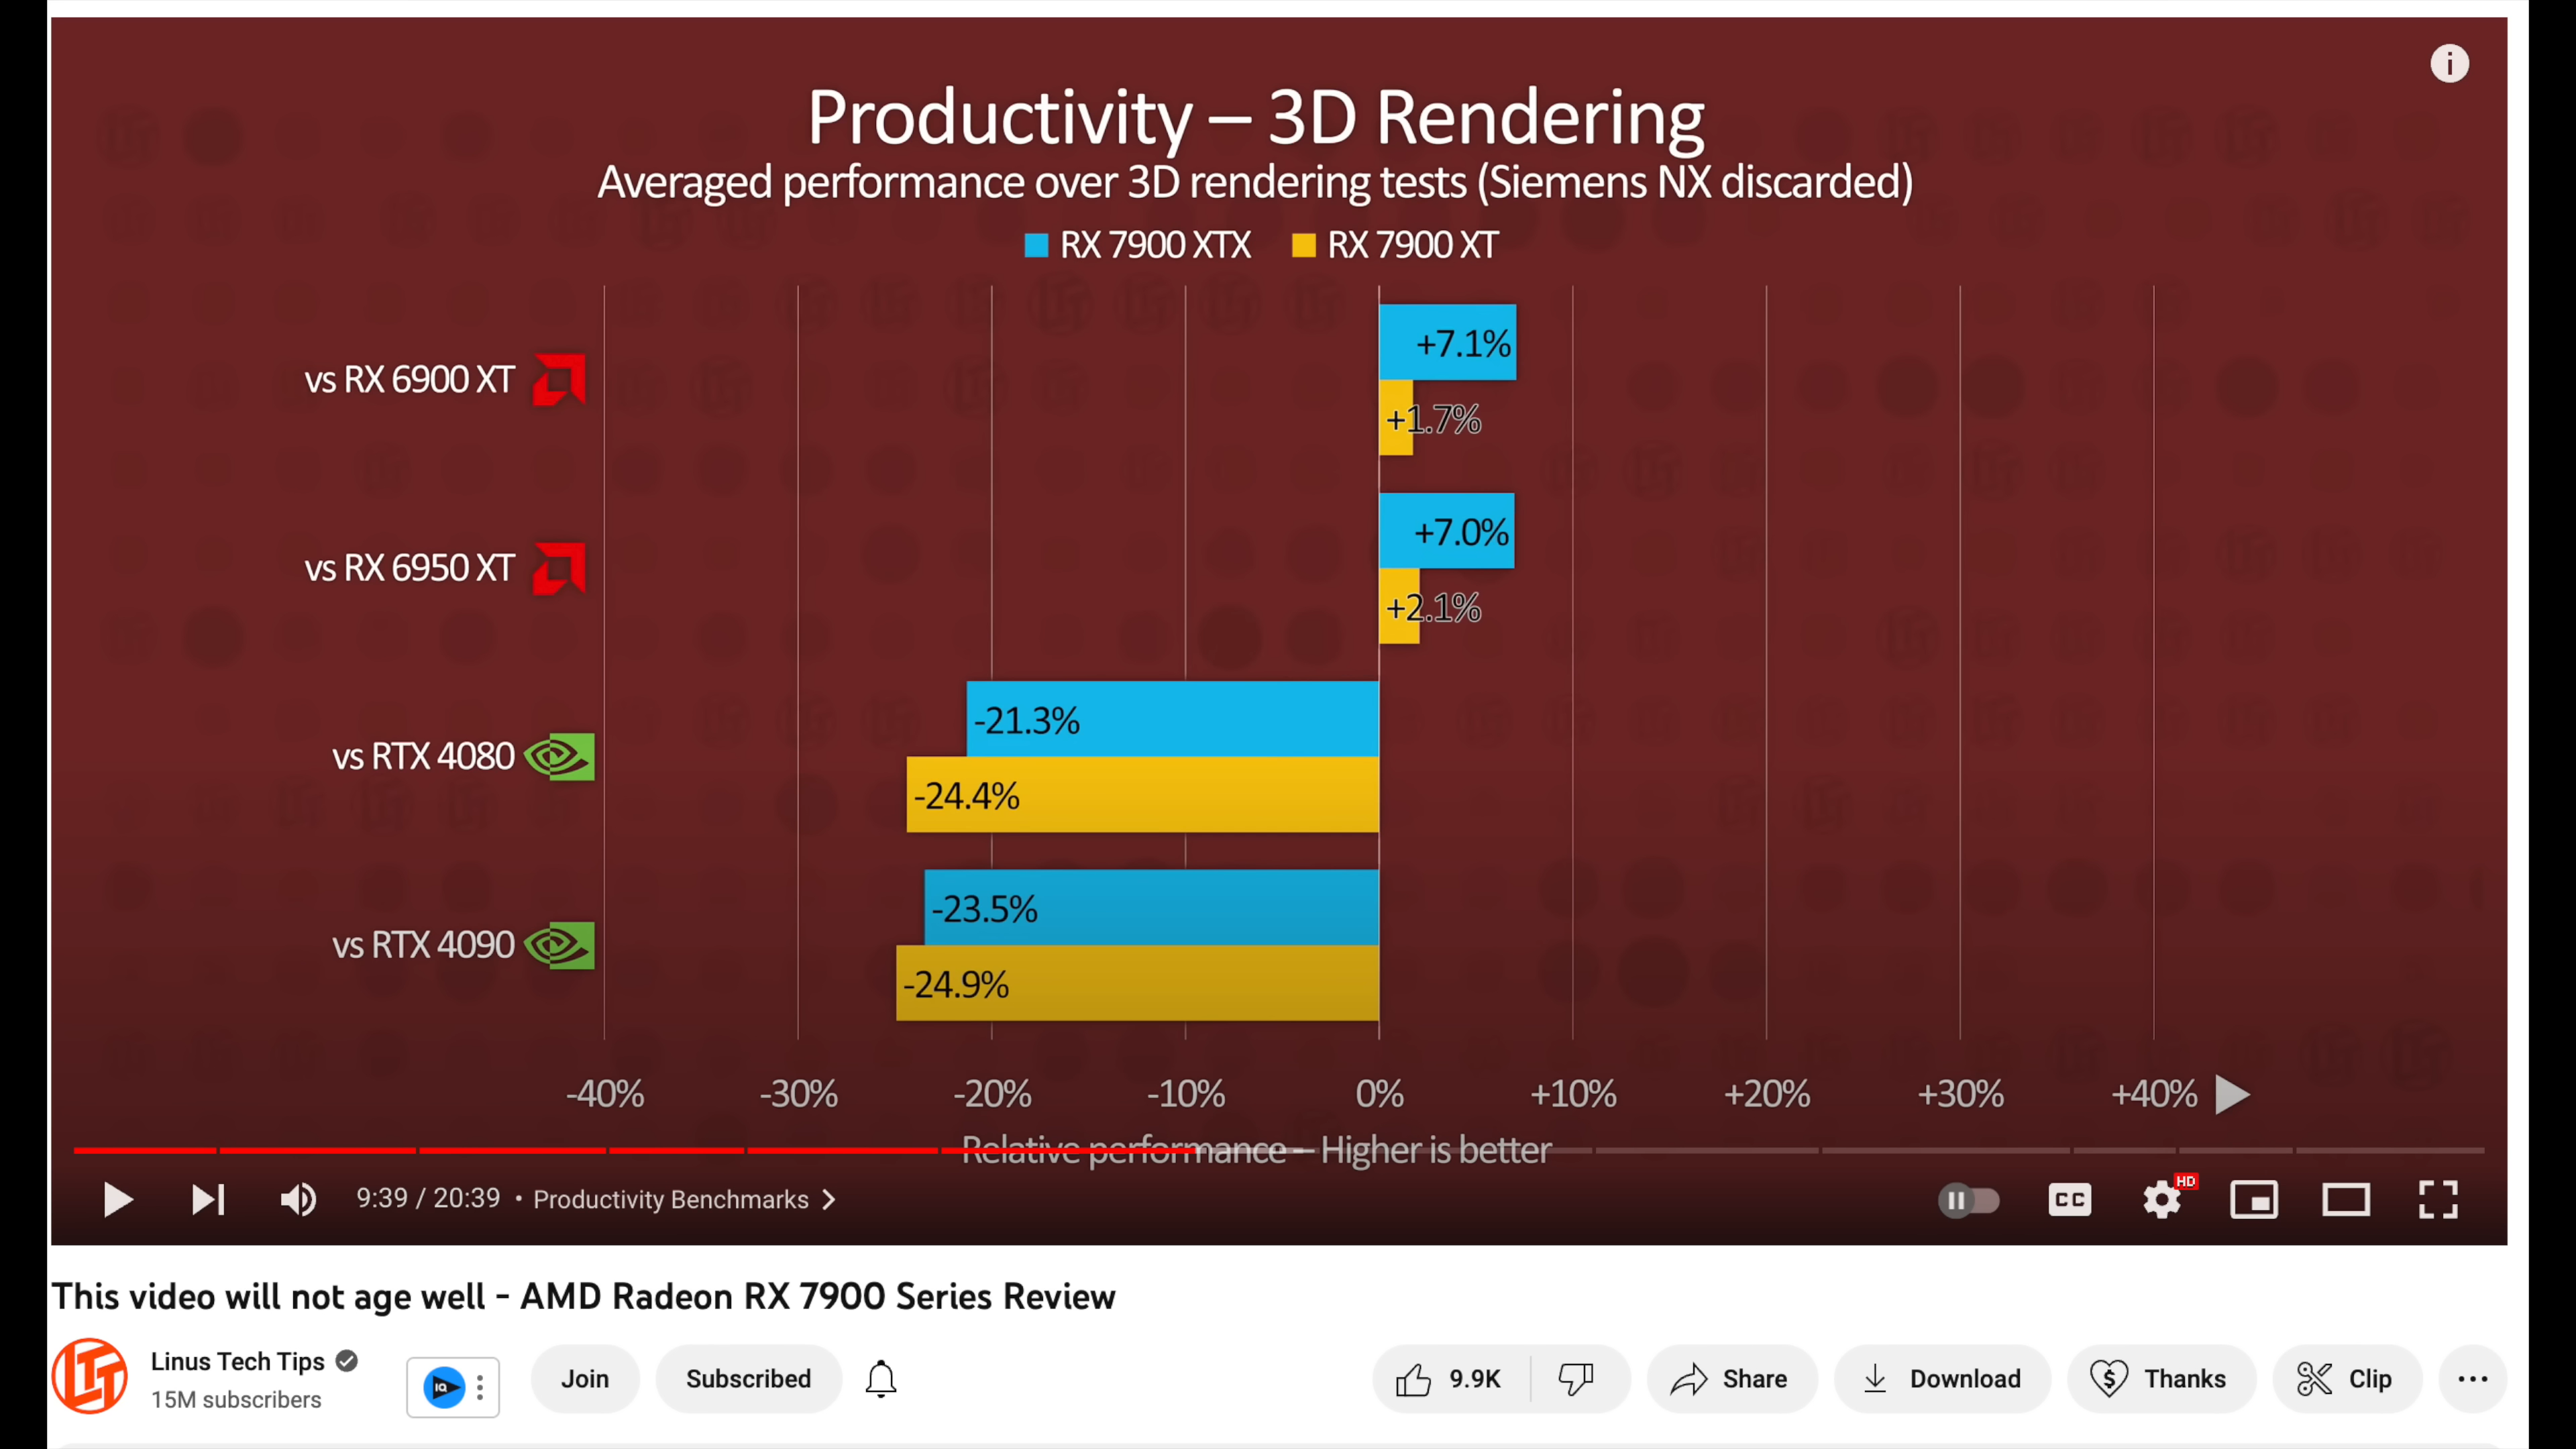 Productivity – 3D Rendering
Averaged performance over 3D rendering tests (Siemens NX discarded)
RX 7900 XTX RX 7900 XT
+7.1%
vs RX 6900 XT
+1.7%
+7.0%
vs RX 6950 XT
+2.1%
-21.3%
vs RTX 4080
-24.4%
-23.5%
vs RTX 4090
-24.9%
-40% -30% -20% -10% 0% +10% +20% +30% +40%
Relative performance – Higher is better
9:39 / 20:39 • Productivity Benchmarks
CC HD
This video will not age well - AMD Radeon RX 7900 Series Review
LTT
Linus Tech Tips
15M subscribers
IQ
Join
Subscribed
9.9K
Share
Download
Thanks
Clip